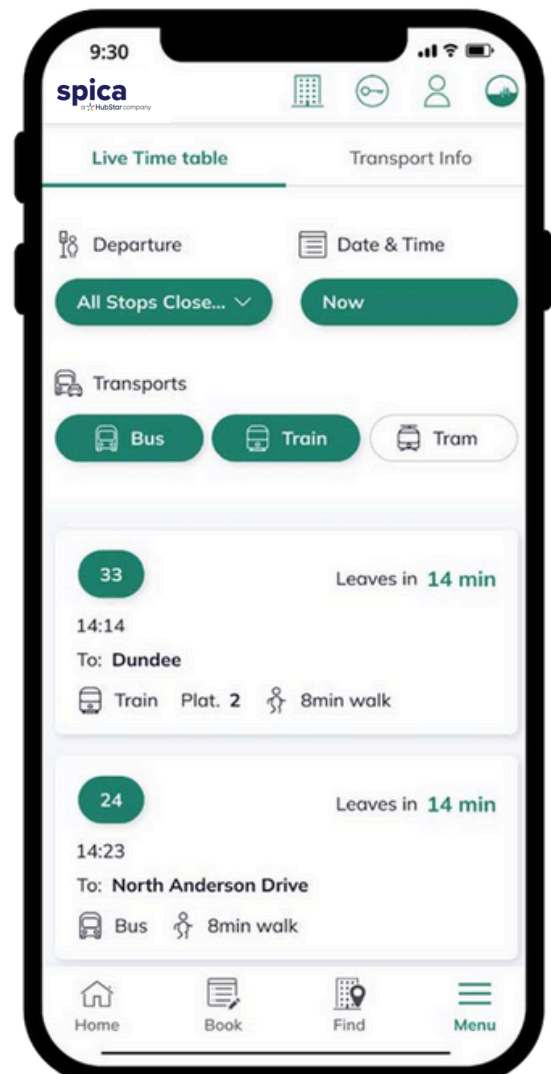 9:30
spica
a HubStar company
Live Time table
Transport Info
Departure
Date & Time
All Stops Close...
Now
Transports
Bus
Train
Tram
33
Leaves in 14 min
14:14
To: Dundee
Train Plat. 2 8min walk
24
Leaves in 14 min
14:23
To: North Anderson Drive
Bus 8min walk
Home
Book
Find
Menu